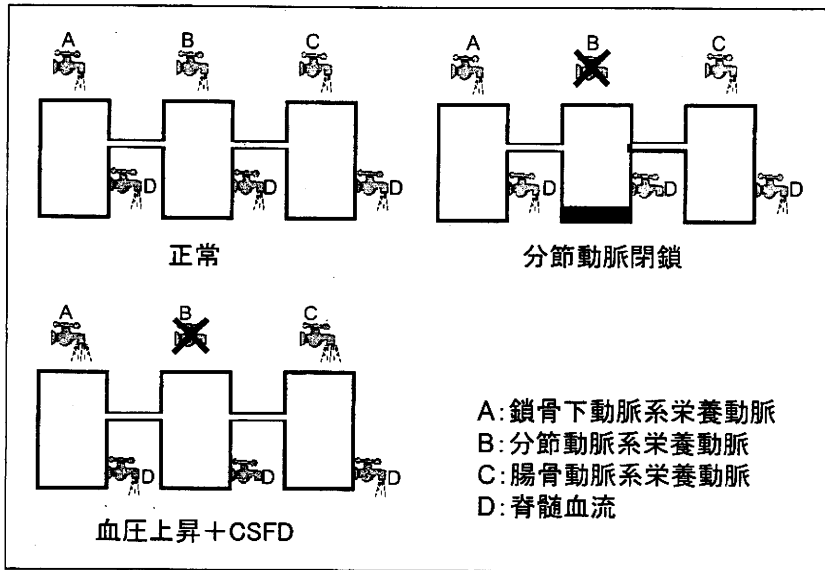 A B C
D D D
正常
A B C
D D D
分節動脈閉鎖
A B C
D D D
血圧上昇＋CSFD
A:鎖骨下動脈系栄養動脈
B:分節動脈系栄養動脈
C:腸骨動脈系栄養動脈
D:脊髄血流